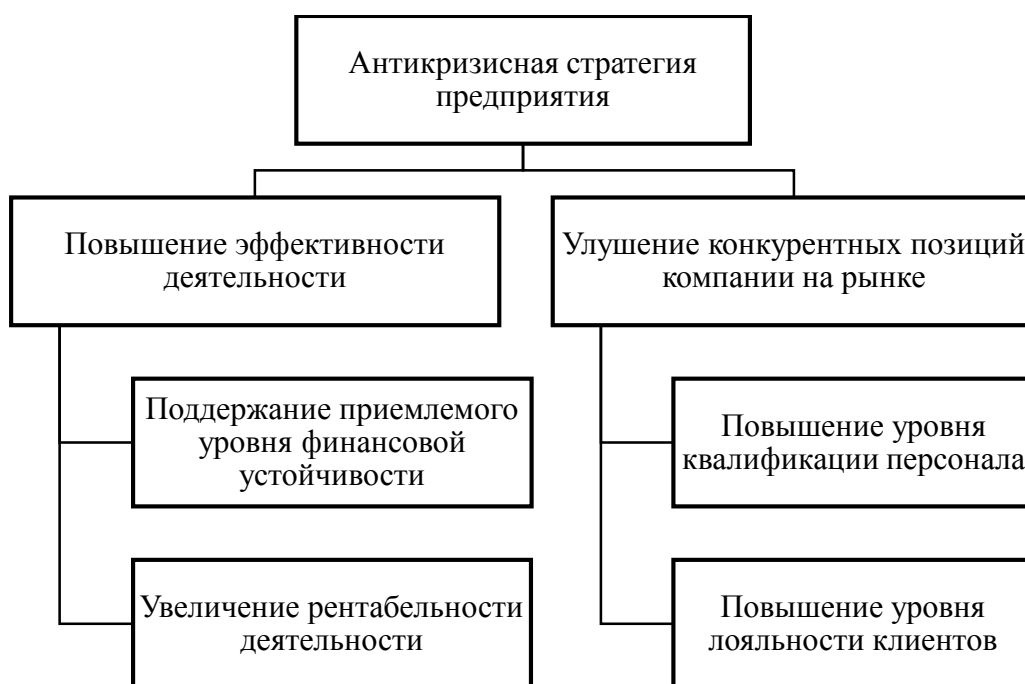 Антикризисная стратегия
предприятия
Повышение эффективности
деятельности
Улушение конкурентных позиций
компании на рынке
Поддержание приемлемого
уровня финансовой
устойчивости
Повышение уровня
квалификации персонала
Увеличение рентабельности
деятельности
Повышение уровня
лояльности клиентов